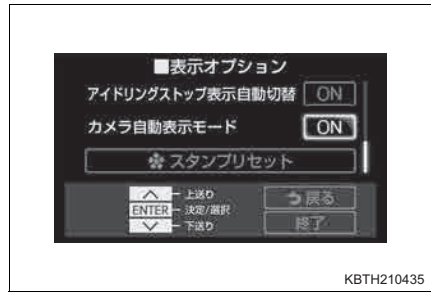 ■表示オプション
アイドリングストップ表示自動切替 ON
カメラ自動表示モード ON
スタンプリセット
上送り
ENTER 決定/選択
下送り
戻る
終了
KBTH210435